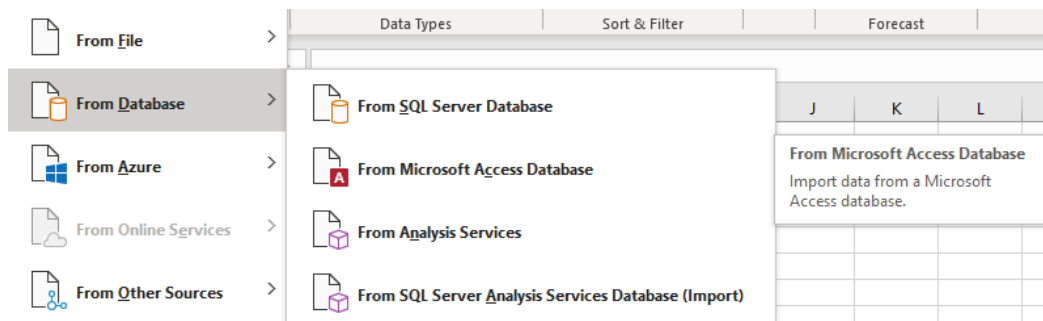 Data Types
Sort & Filter
Forecast
From File
From Database
From Azure
From Online Services
From Other Sources
From SQL Server Database
From Microsoft Access Database
From Analysis Services
From SQL Server Analysis Services Database (Import)
J
K
L
From Microsoft Access Database
Import data from a Microsoft
Access database.